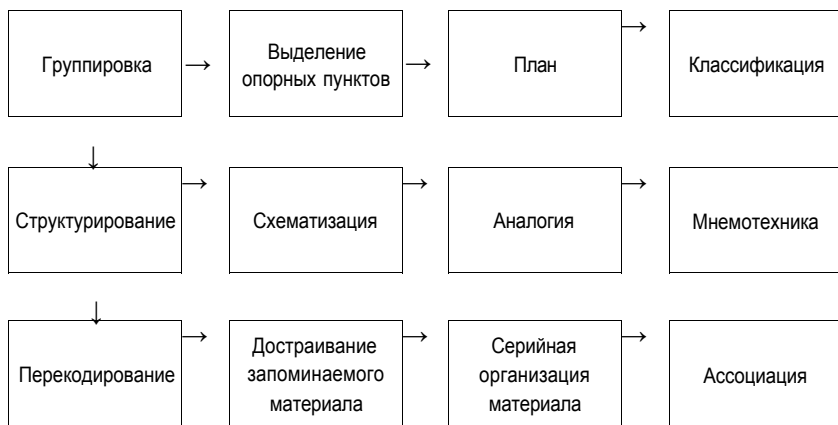 Группировка
Выделение
опорных пунктов
План
Классификация
Структурирование
Схематизация
Аналогия
Мнемотехника
Перекодирование
Достраивание
запоминаемого
материала
Серийная
организация
материала
Ассоциация